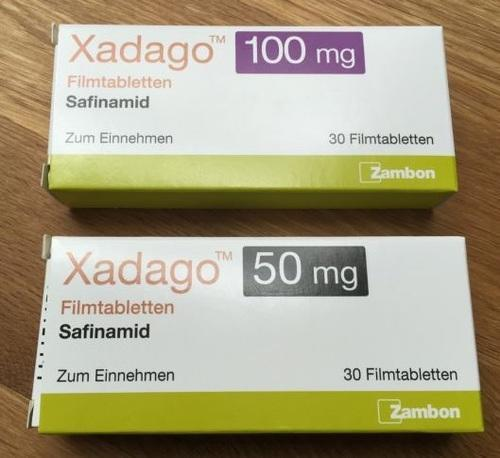 Xadago™ 100 mg
Filmtabletten
Safinamid
Zum Einnehmen 30 Filmtabletten
Zambon
Xadago™ 50 mg
Filmtabletten
Safinamid
Zum Einnehmen 30 Filmtabletten
Zambon